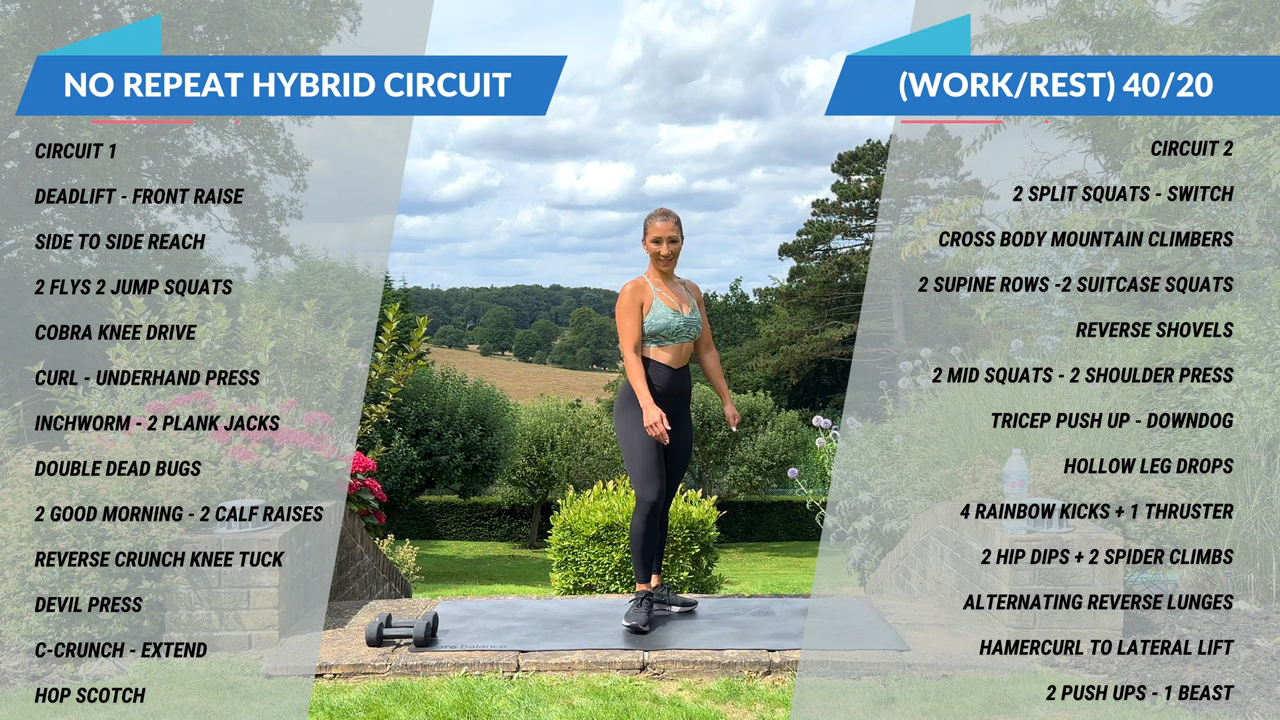 NO REPEAT HYBRID CIRCUIT
CIRCUIT 1
DEADLIFT - FRONT RAISE
SIDE TO SIDE REACH
2 FLYS 2 JUMP SQUATS
COBRA KNEE DRIVE
CURL - UNDERHAND PRESS
INCHWORM - 2 PLANK JACKS
DOUBLE DEAD BUGS
2 GOOD MORNING - 2 CALF RAISES
REVERSE CRUNCH KNEE TUCK
DEVIL PRESS
C-CRUNCH - EXTEND
HOP SCOTCH
(WORK/REST) 40/20
CIRCUIT 2
2 SPLIT SQUATS - SWITCH
CROSS BODY MOUNTAIN CLIMBERS
2 SUPINE ROWS -2 SUITCASE SQUATS
REVERSE SHOVELS
2 MID SQUATS - 2 SHOULDER PRESS
TRICEP PUSH UP - DOWNDOG
HOLLOW LEG DROPS
4 RAINBOW KICKS + 1 THRUSTER
2 HIP DIPS + 2 SPIDER CLIMBS
ALTERNATING REVERSE LUNGES
HAMERCURL TO LATERAL LIFT
2 PUSH UPS - 1 BEAST
balance